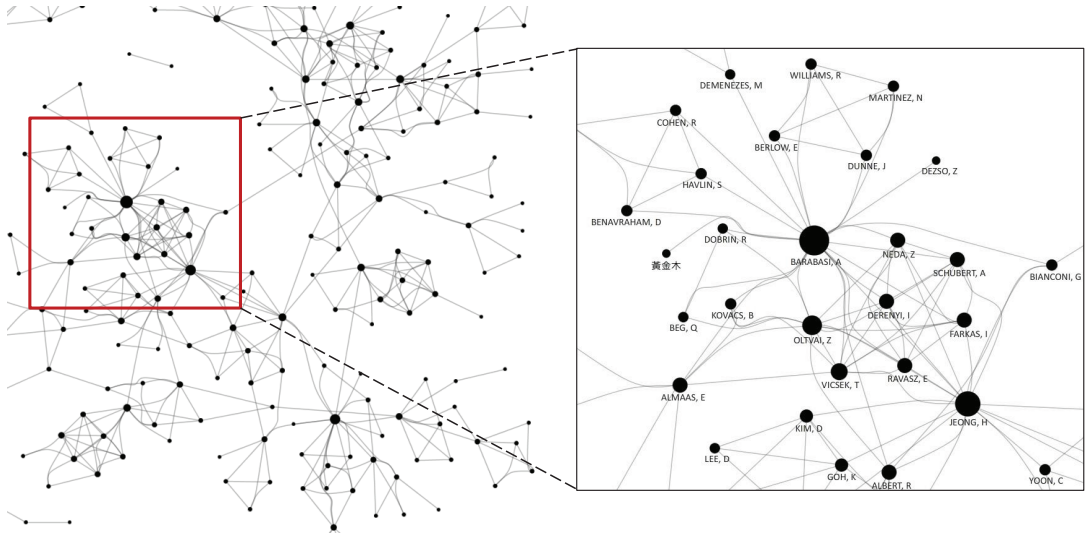 WILLIAMS, R
DEMENEZES, M
MARTINEZ, N
COHEN, R
BERLOW, E
DUNNE, J
DEZSO, Z
HAVLIN, S
BENAVRAHAM, D
DOBRIN, R
NEDA, Z
黃金木
BARABASI, A
SCHUBERT, A
BIANCONI, G
KOVACS, B
DERENYI, I
BEG, Q
FARKAS, I
OLTVAI, Z
VICSEK, T
RAVASZ, E
ALMAAS, E
JEONG, H
KIM, D
LEE, D
GOH, K
ALBERT, R
YOON, C